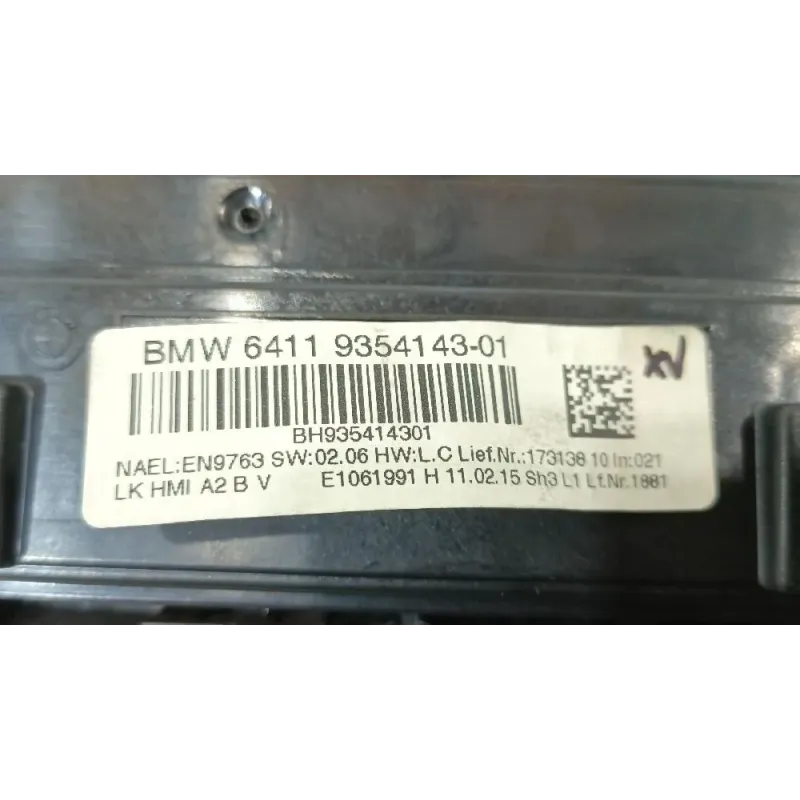 BMW 6411 9354143-01
BH935414301
NAEL:EN9763 SW:02.06 HW:L.C Lief.Nr.:173138 10 In:021
LK HMI A2 B V E1061991 H 11.02.15 Sh3 L1 Lf.Nr.1881